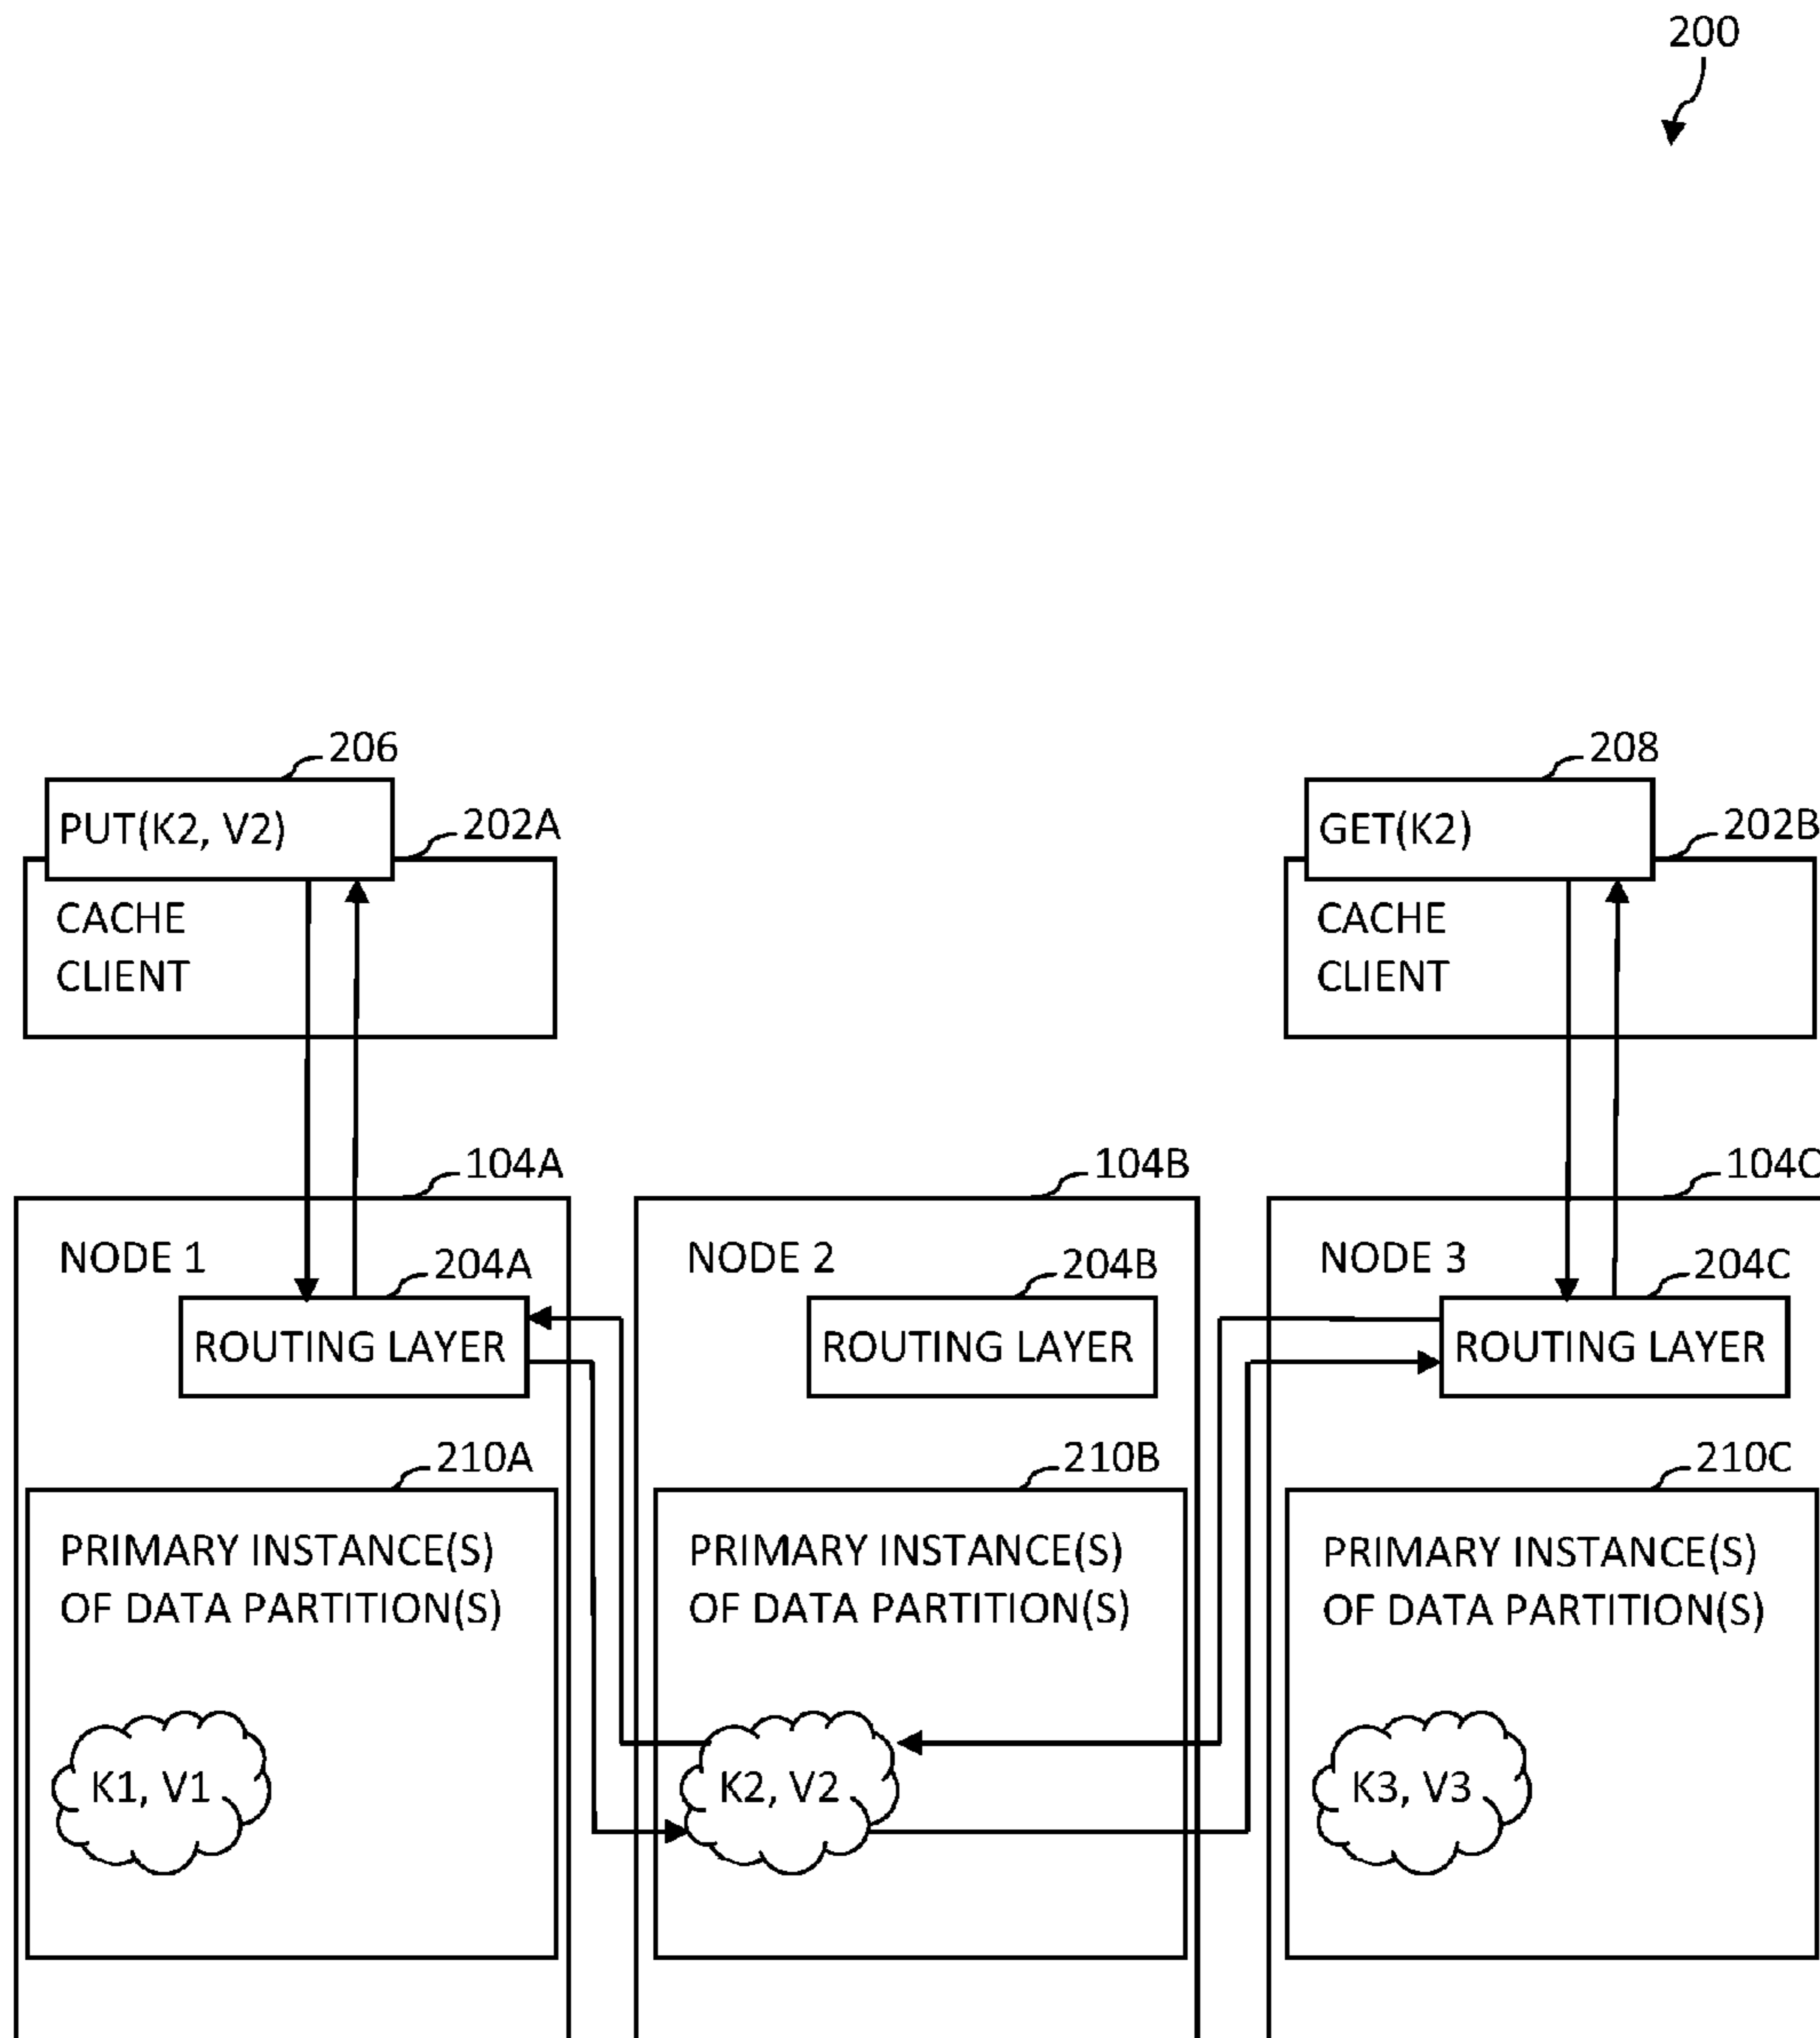 200
206
208
PUT(K2, V2)
202A
GET(K2)
202B
CACHE
CLIENT
CACHE
CLIENT
104A
104B
104C
NODE 1
204A
NODE 2
204B
NODE 3
204C
ROUTING LAYER
ROUTING LAYER
ROUTING LAYER
210A
210B
210C
PRIMARY INSTANCE(S)
OF DATA PARTITION(S)
PRIMARY INSTANCE(S)
OF DATA PARTITION(S)
PRIMARY INSTANCE(S)
OF DATA PARTITION(S)
K1, V1
K2, V2
K3, V3